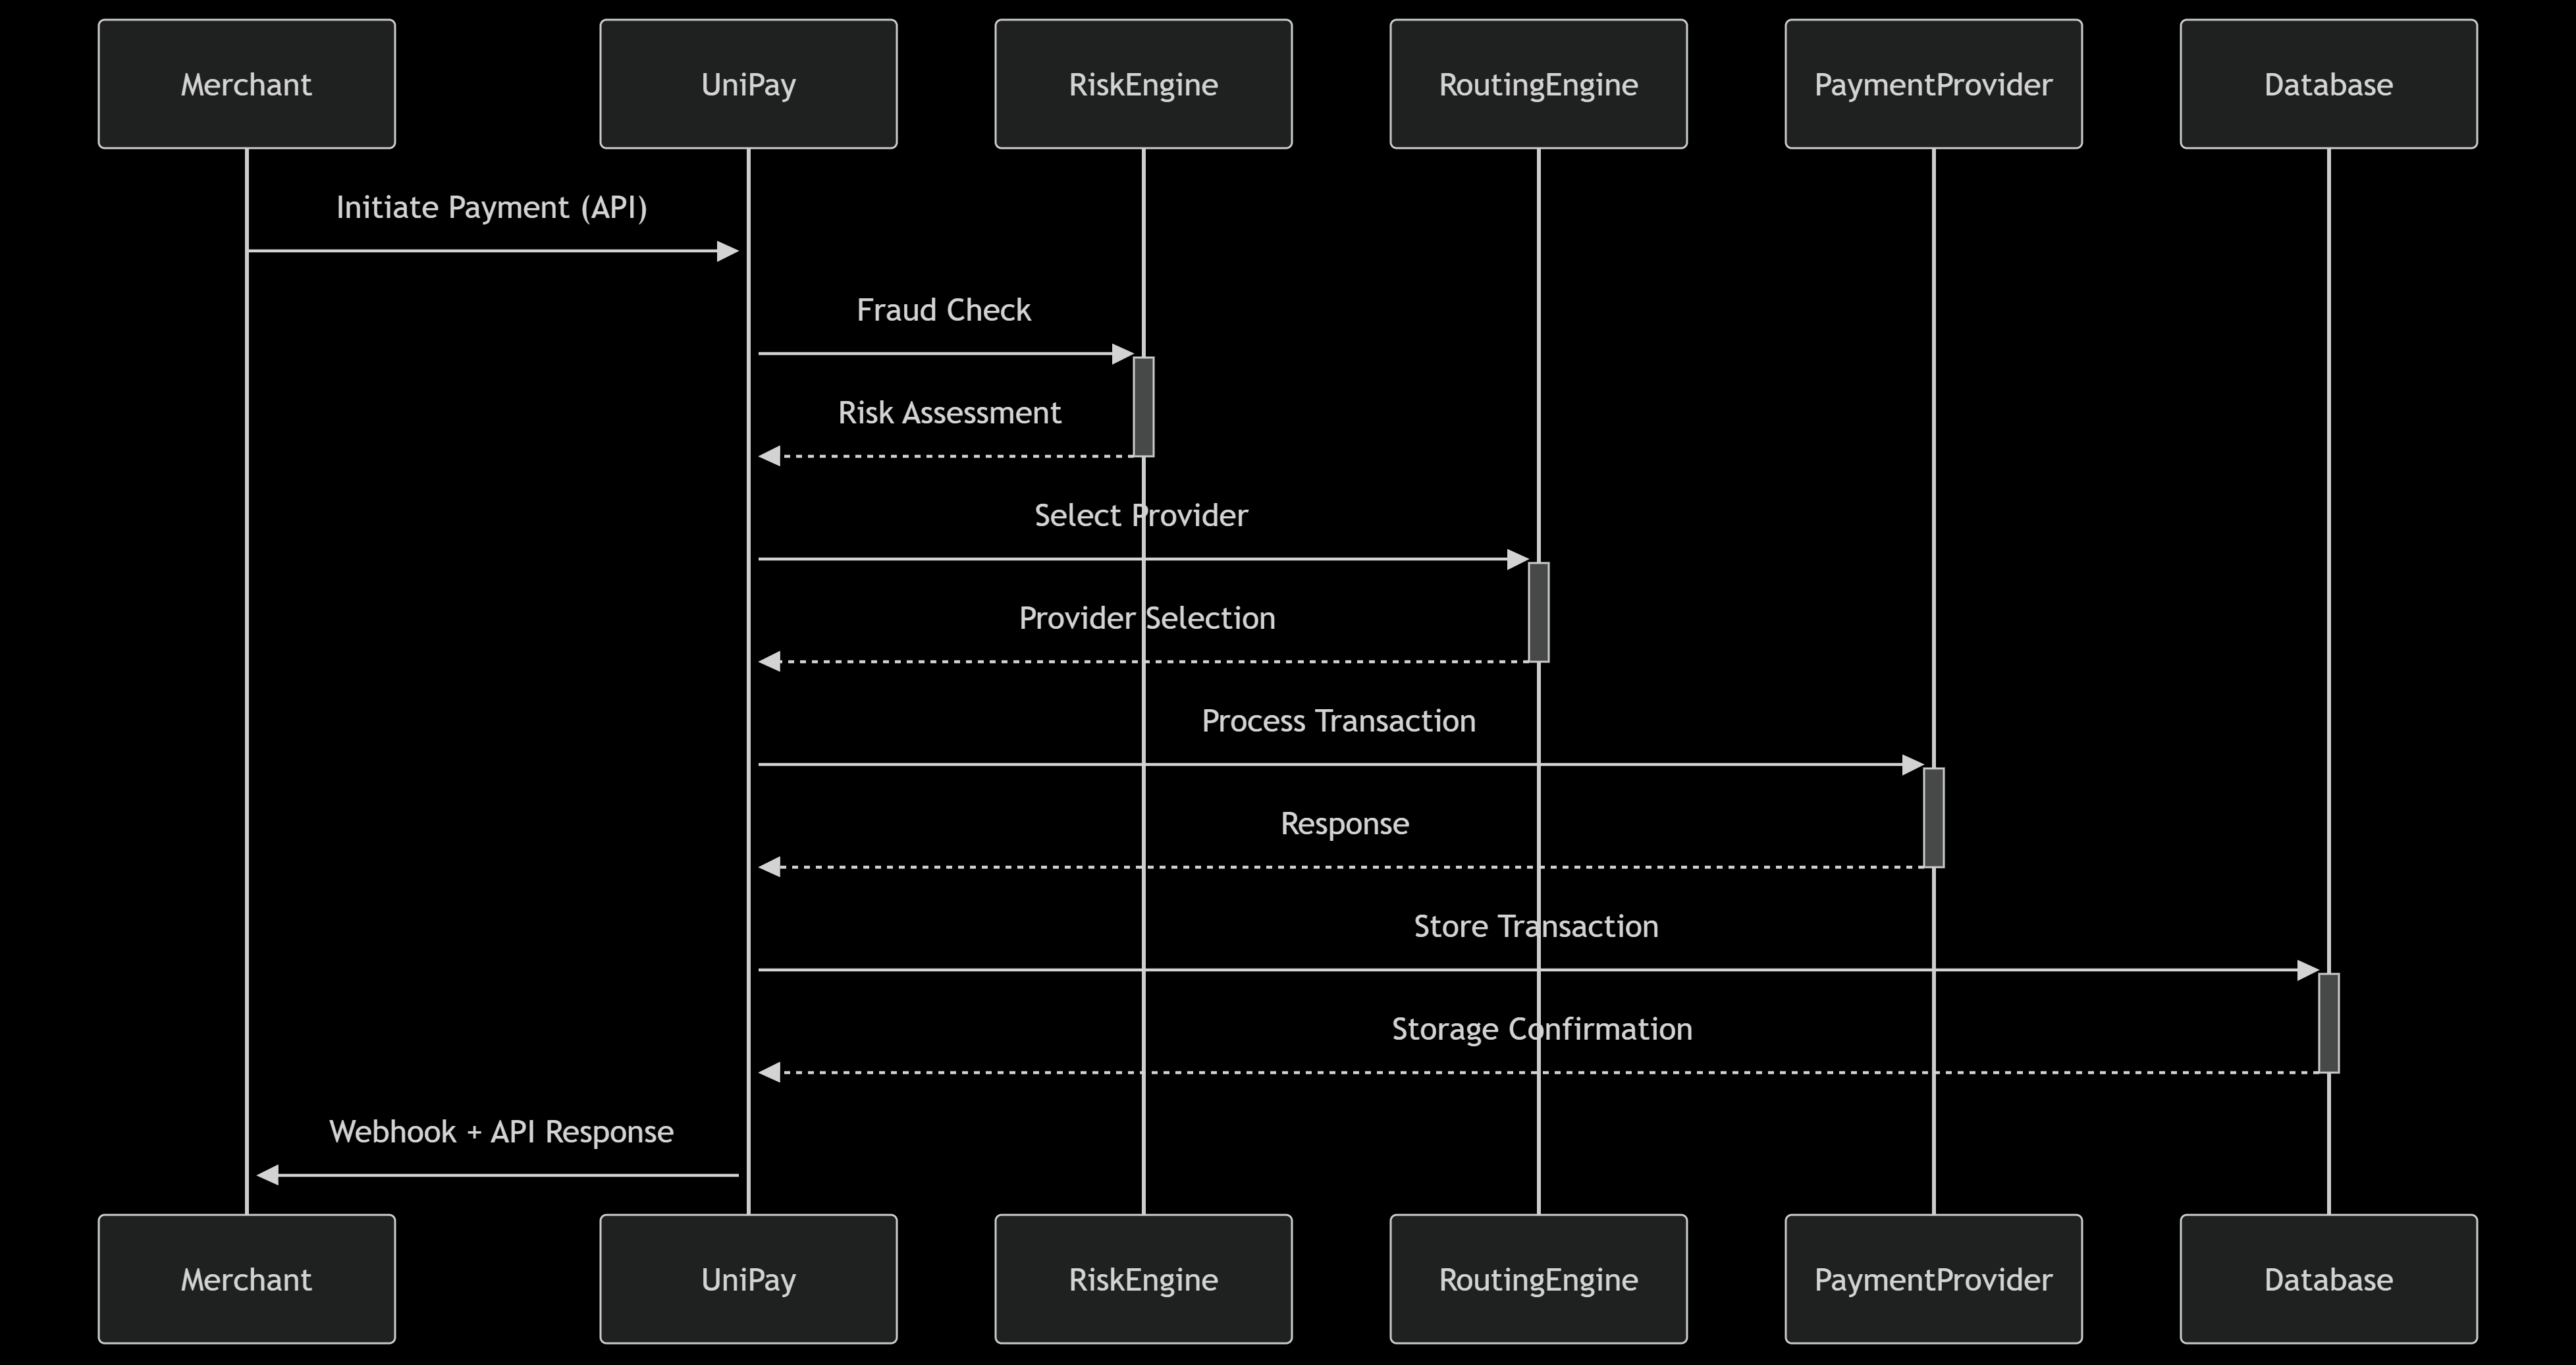 Merchant
UniPay
RiskEngine
RoutingEngine
PaymentProvider
Database
Initiate Payment (API)
Fraud Check
Risk Assessment
Select Provider
Provider Selection
Process Transaction
Response
Store Transaction
Storage Confirmation
Webhook + API Response
Merchant
UniPay
RiskEngine
RoutingEngine
PaymentProvider
Database